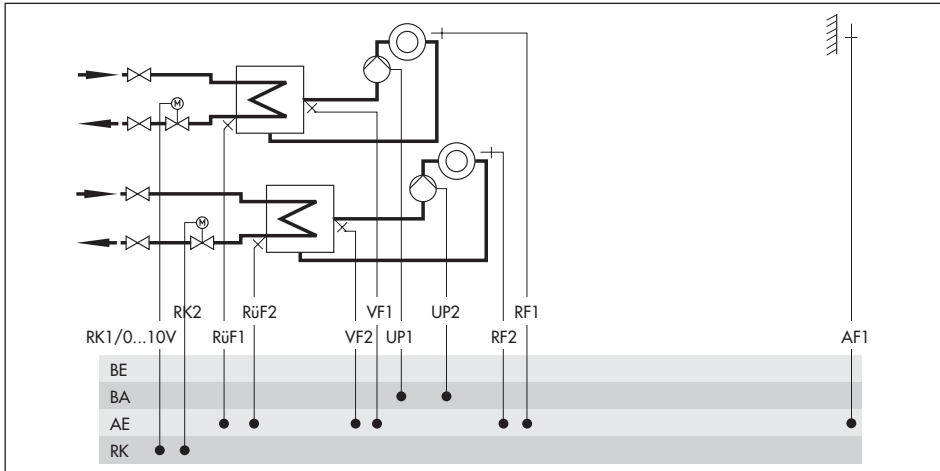 M
M
RK2 RüF2 VF1 UP2 RF1
RK1/0...10V RüF1 VF2 UP1 RF2 AF1
BE
BA
AE
RK